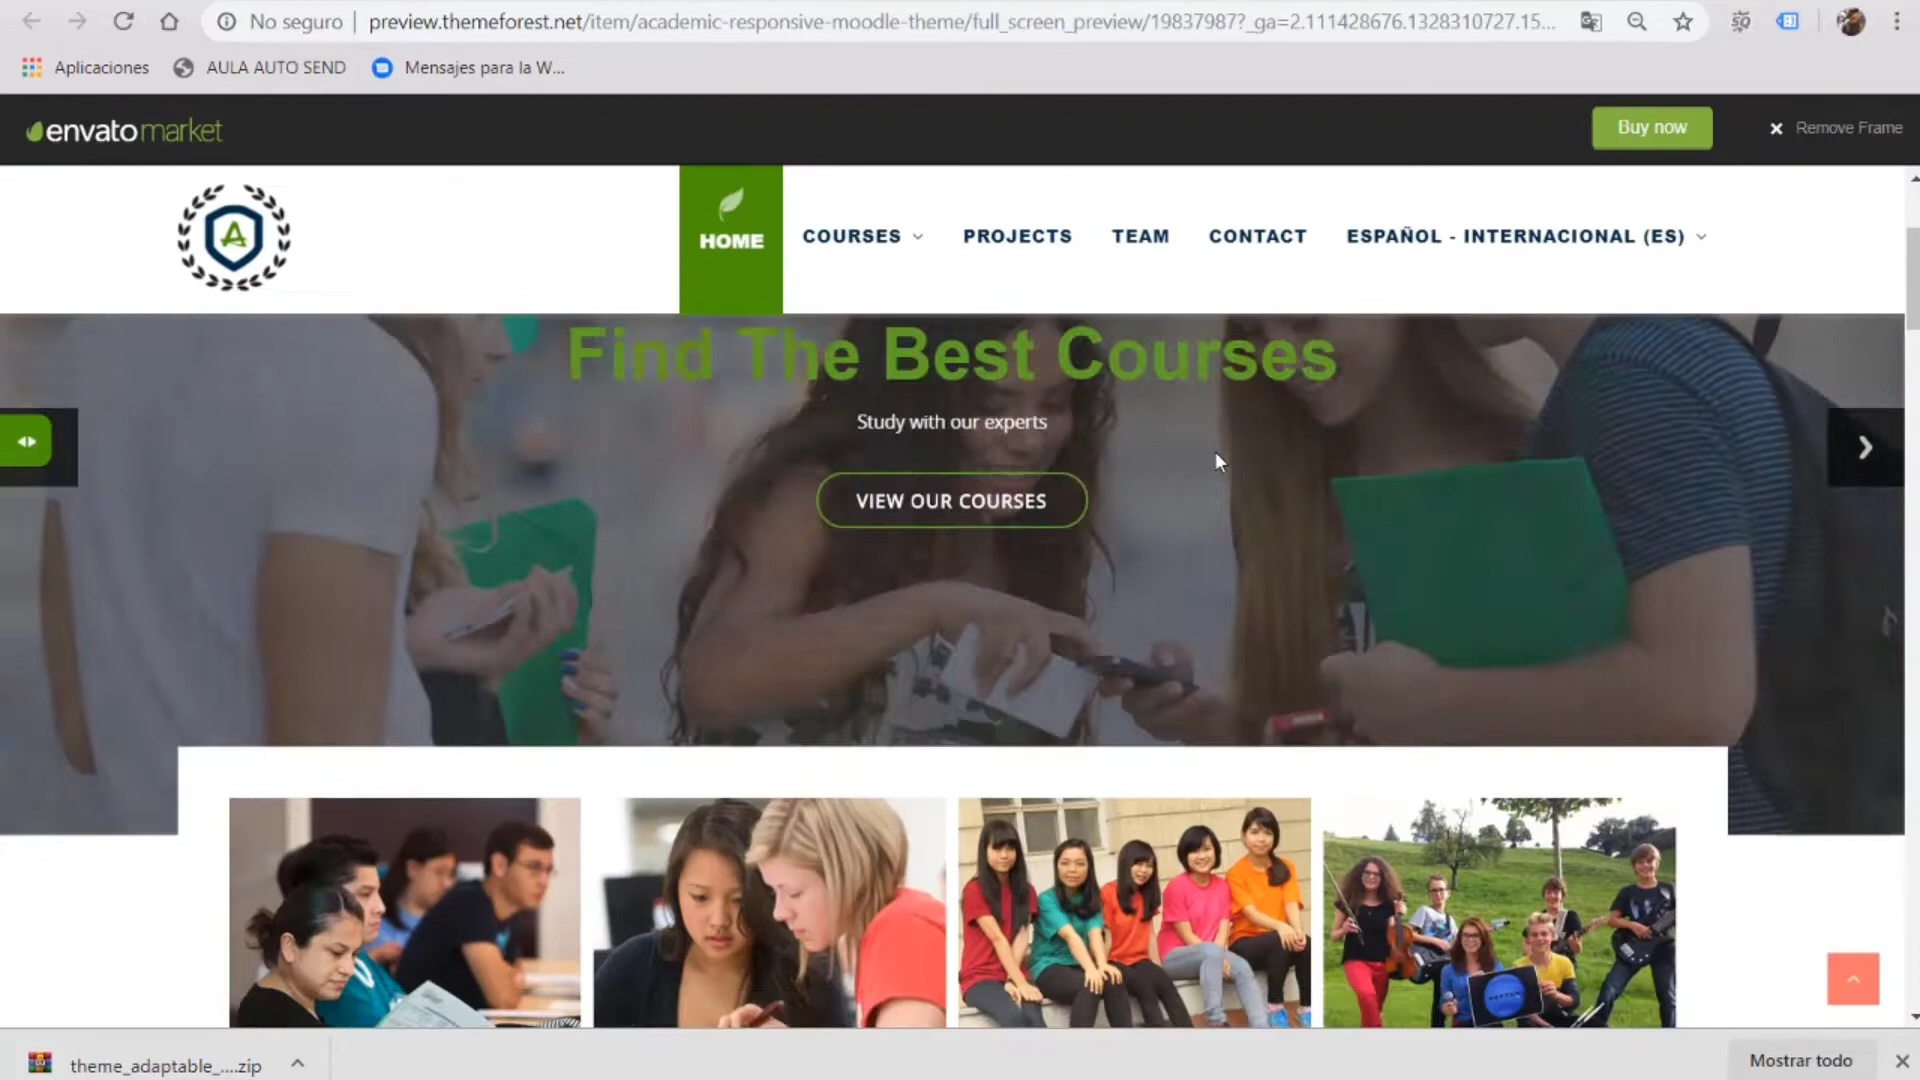 No seguro | preview.themeforest.net/item/academic-responsive-moodle-theme/full_screen_preview/19837987?_ga=2.111428676.1328310727.15...
Aplicaciones AULA AUTO SEND Mensajes para la W...
envatomarket Buy now × Remove Frame
A HOME COURSES PROJECTS TEAM CONTACT ESPAÑOL - INTERNACIONAL (ES)
Find The Best Courses
Study with our experts
VIEW OUR COURSES
theme_adaptable_....zip Mostrar todo